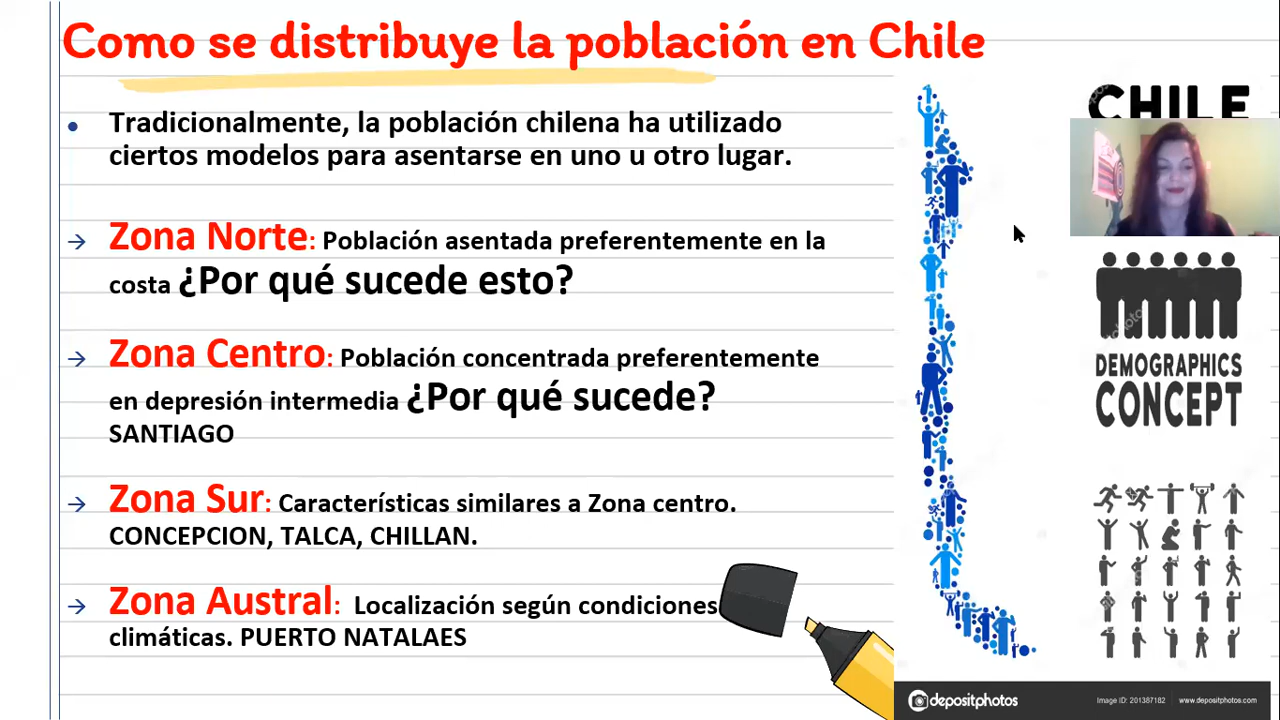 Como se distribuye la población en Chile
Tradicionalmente, la población chilena ha utilizado
ciertos modelos para asentarse en uno u otro lugar.
Zona Norte: Población asentada preferentemente en la
costa ¿Por qué sucede esto?
Zona Centro: Población concentrada preferentemente
en depresión intermedia ¿Por qué sucede?
SANTIAGO
Zona Sur: Características similares a Zona centro.
CONCEPCION, TALCA, CHILLAN.
Zona Austral: Localización según condiciones
climáticas. PUERTO NATALAES
CHILE
DEMOGRAPHICS
CONCEPT
depositphotos
Image ID: 201387182 www.depositphotos.com